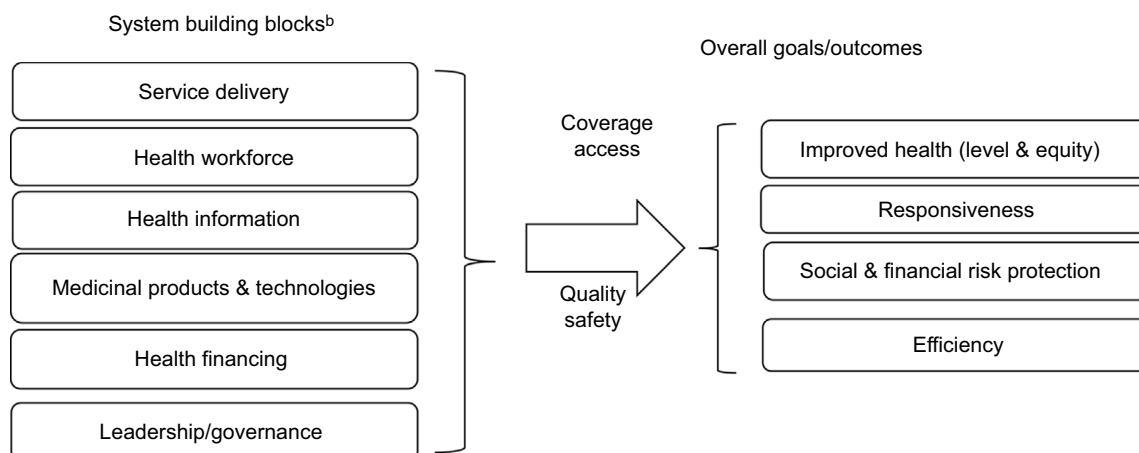 System building blocksᵇ
Service delivery
Health workforce
Health information
Medicinal products & technologies
Health financing
Leadership/governance
Coverage
access
Quality
safety
Overall goals/outcomes
Improved health (level & equity)
Responsiveness
Social & financial risk protection
Efficiency